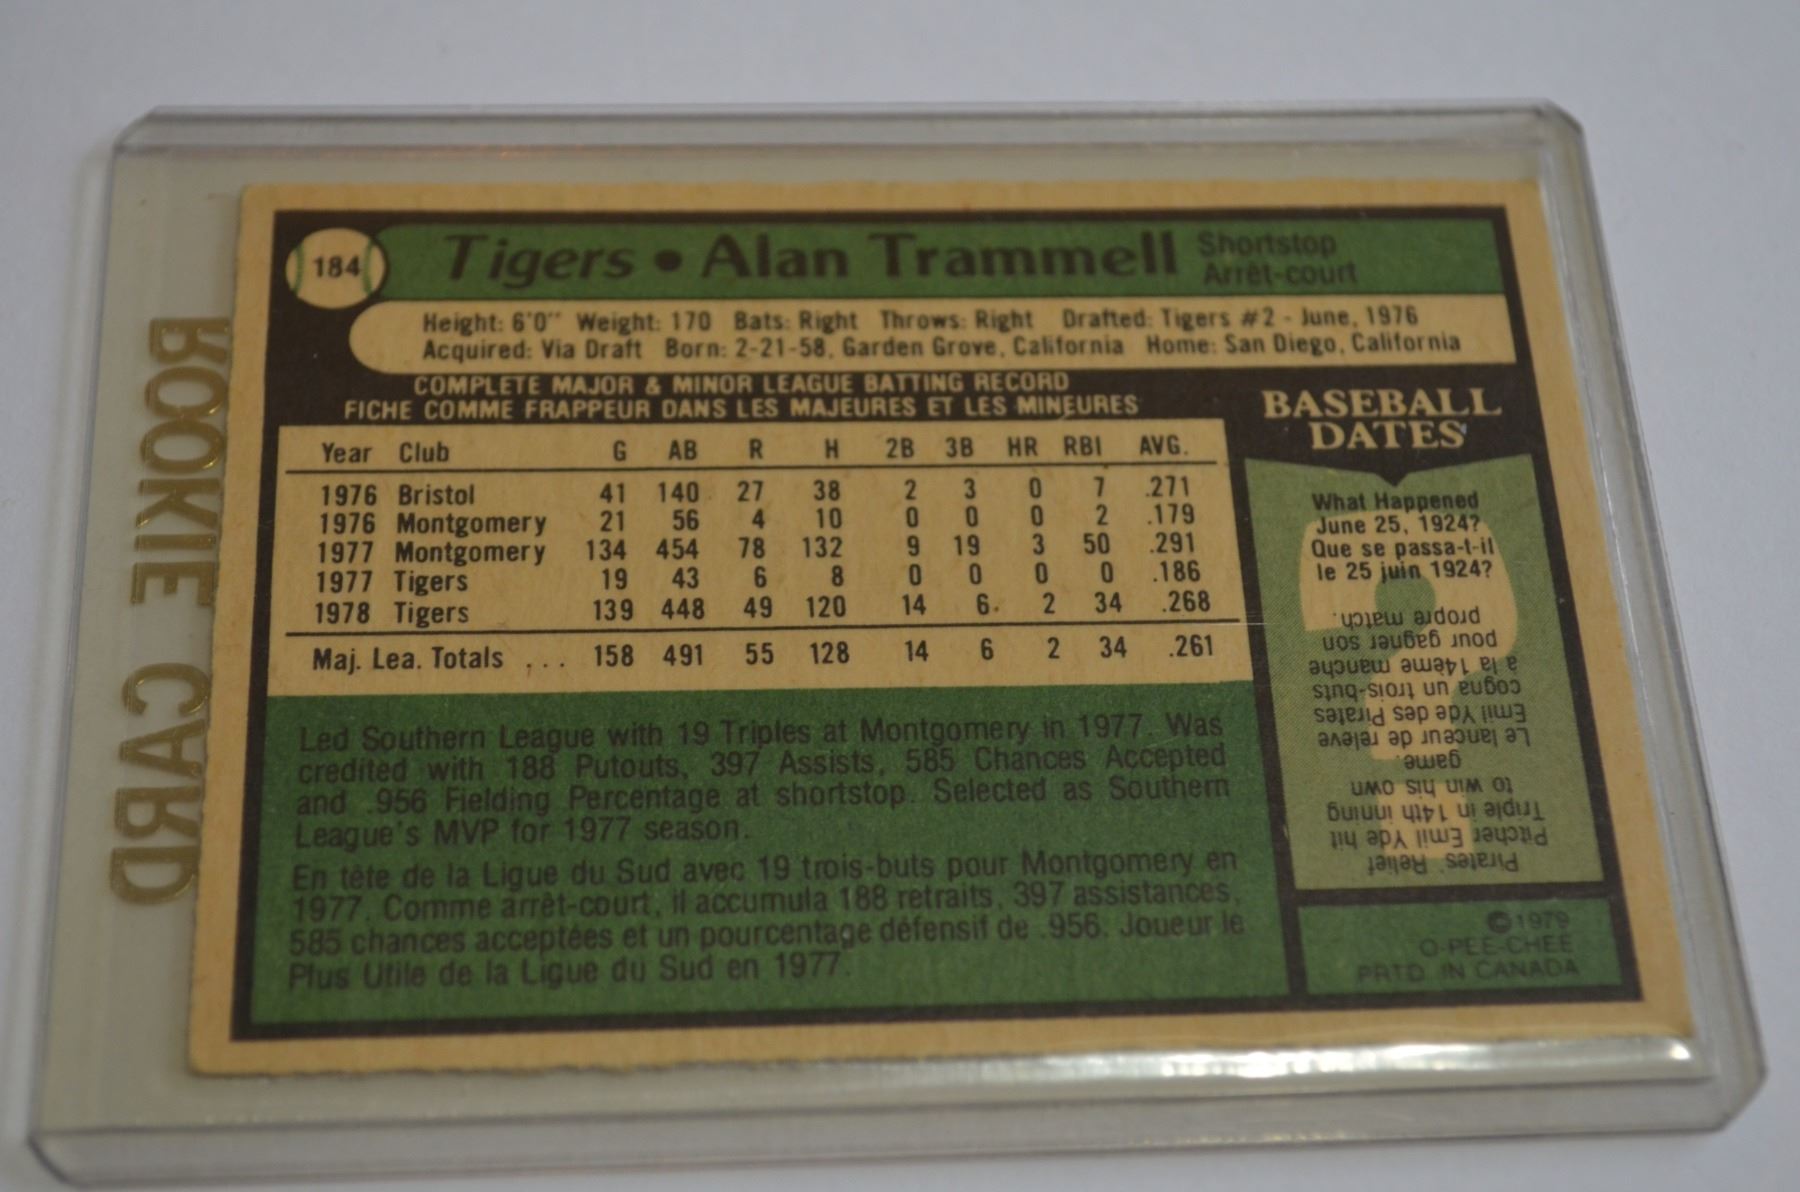 184
Tigers • Alan Trammell Shortstop
Arrêt-court
Height: 6'0" Weight: 170 Bats: Right Throws: Right Drafted: Tigers #2 - June, 1976
Acquired: Via Draft Born: 2-21-58, Garden Grove, California Home: San Diego, California
COMPLETE MAJOR & MINOR LEAGUE BATTING RECORD
FICHE COMME FRAPPEUR DANS LES MAJEURES ET LES MINEURES
Year Club G AB R H 2B 3B HR RBI AVG.
1976 Bristol 41 140 27 38 2 3 0 7 .271
1976 Montgomery 21 56 4 10 0 0 0 2 .179
1977 Montgomery 134 454 78 132 9 19 3 50 .291
1977 Tigers 19 43 6 8 0 0 0 0 .186
1978 Tigers 139 448 49 120 14 6 2 34 .268
Maj. Lea. Totals ... 158 491 55 128 14 6 2 34 .261
Led Southern League with 19 Triples at Montgomery in 1977. Was
credited with 188 Putouts, 397 Assists, 585 Chances Accepted
and .956 Fielding Percentage at shortstop. Selected as Southern
League's MVP for 1977 season.
En tête de la Ligue du Sud avec 19 trois-buts pour Montgomery en
1977. Comme arrêt-court, il accumula 188 retraits, 397 assistances,
585 chances acceptées et un pourcentage défensif de .956. Joueur le
Plus Utile de la Ligue du Sud en 1977.
BASEBALL
DATES
What Happened
June 25, 1924?
Que se passa-t-il
le 25 juin 1924?
Pirates' Relief
Pitcher Emil Yde hit
Triple in 14th inning
to win his own
game.
Le lanceur de relève
Emil Yde des Pirates
cogna un trois-buts
à la 14ème manche
pour gagner son
propre match.
©1979
O-PEE-CHEE
PRTD. IN CANADA
ROOKIE CARD